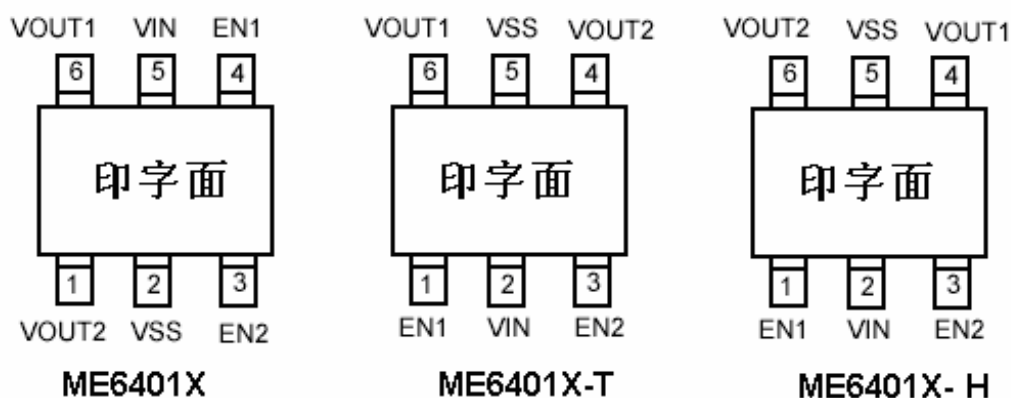 VOUT1 VIN EN1
6 5 4
印字面
1 2 3
VOUT2 VSS EN2
ME6401X
VOUT1 VSS VOUT2
6 5 4
印字面
1 2 3
EN1 VIN EN2
ME6401X-T
VOUT2 VSS VOUT1
6 5 4
印字面
1 2 3
EN1 VIN EN2
ME6401X- H